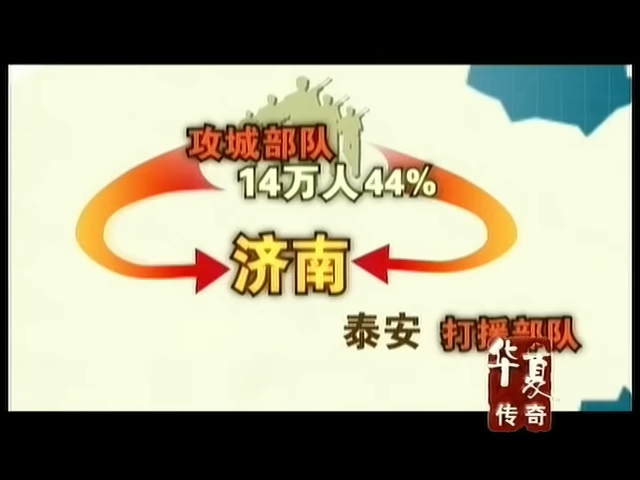 攻城部队
14万人44%
济南
泰安 打援部队
华夏
传奇